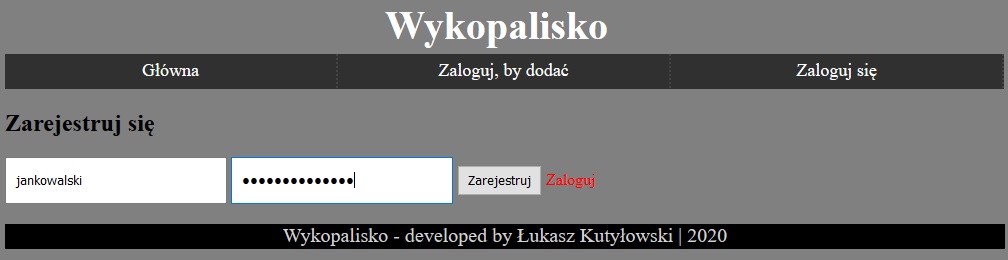 Wykopalisko
Główna Zaloguj, by dodać Zaloguj się
Zarejestruj się
jankowalski •••••••••••••• Zarejestruj Zaloguj
Wykopalisko - developed by Łukasz Kutyłowski | 2020